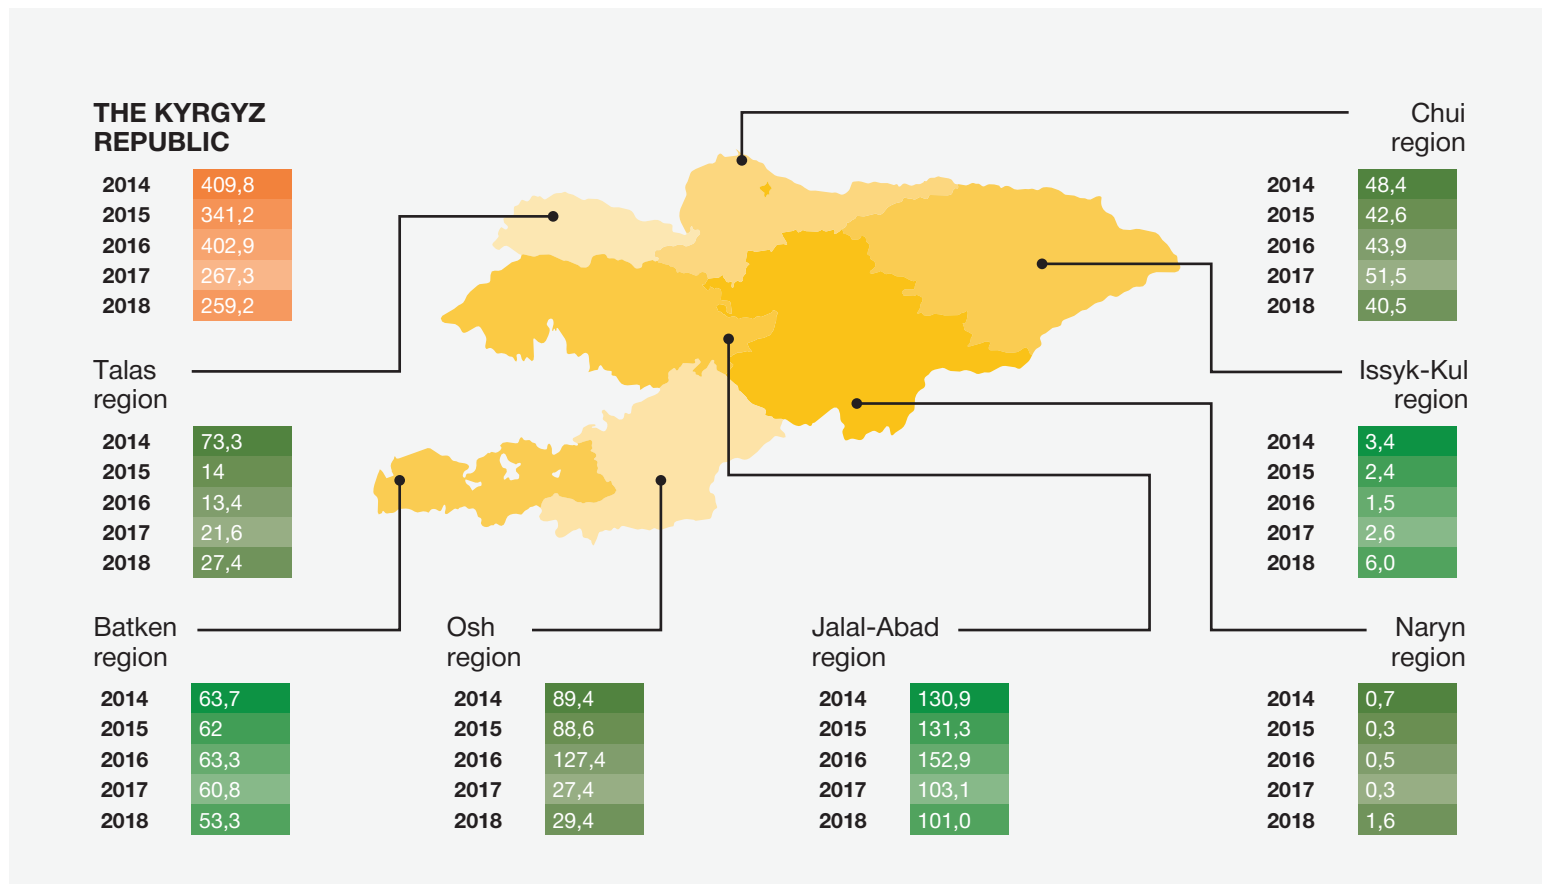 THE KYRGYZ
REPUBLIC
2014 409,8
2015 341,2
2016 402,9
2017 267,3
2018 259,2
Chui
region
2014 48,4
2015 42,6
2016 43,9
2017 51,5
2018 40,5
Talas
region
2014 73,3
2015 14
2016 13,4
2017 21,6
2018 27,4
Issyk-Kul
region
2014 3,4
2015 2,4
2016 1,5
2017 2,6
2018 6,0
Batken
region
2014 63,7
2015 62
2016 63,3
2017 60,8
2018 53,3
Osh
region
2014 89,4
2015 88,6
2016 127,4
2017 27,4
2018 29,4
Jalal-Abad
region
2014 130,9
2015 131,3
2016 152,9
2017 103,1
2018 101,0
Naryn
region
2014 0,7
2015 0,3
2016 0,5
2017 0,3
2018 1,6